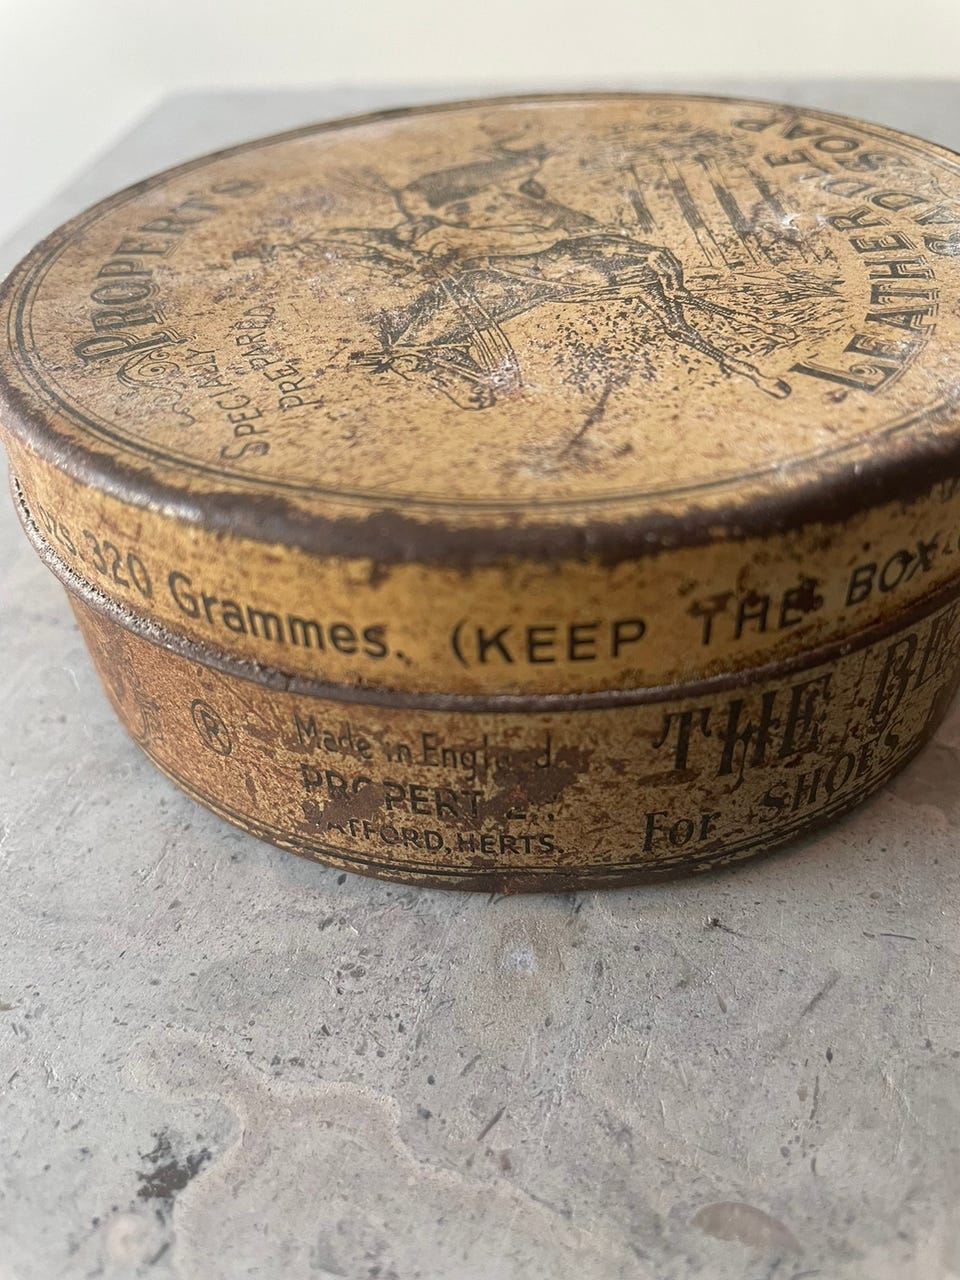 PROPERT'S
SPECIALLY
PREPARED
LEATHER &
SADDLE SOAP
320 Grammes. (KEEP THE BOX
® Made in England.
PROPERT
HERTS.
THE
For SHOES